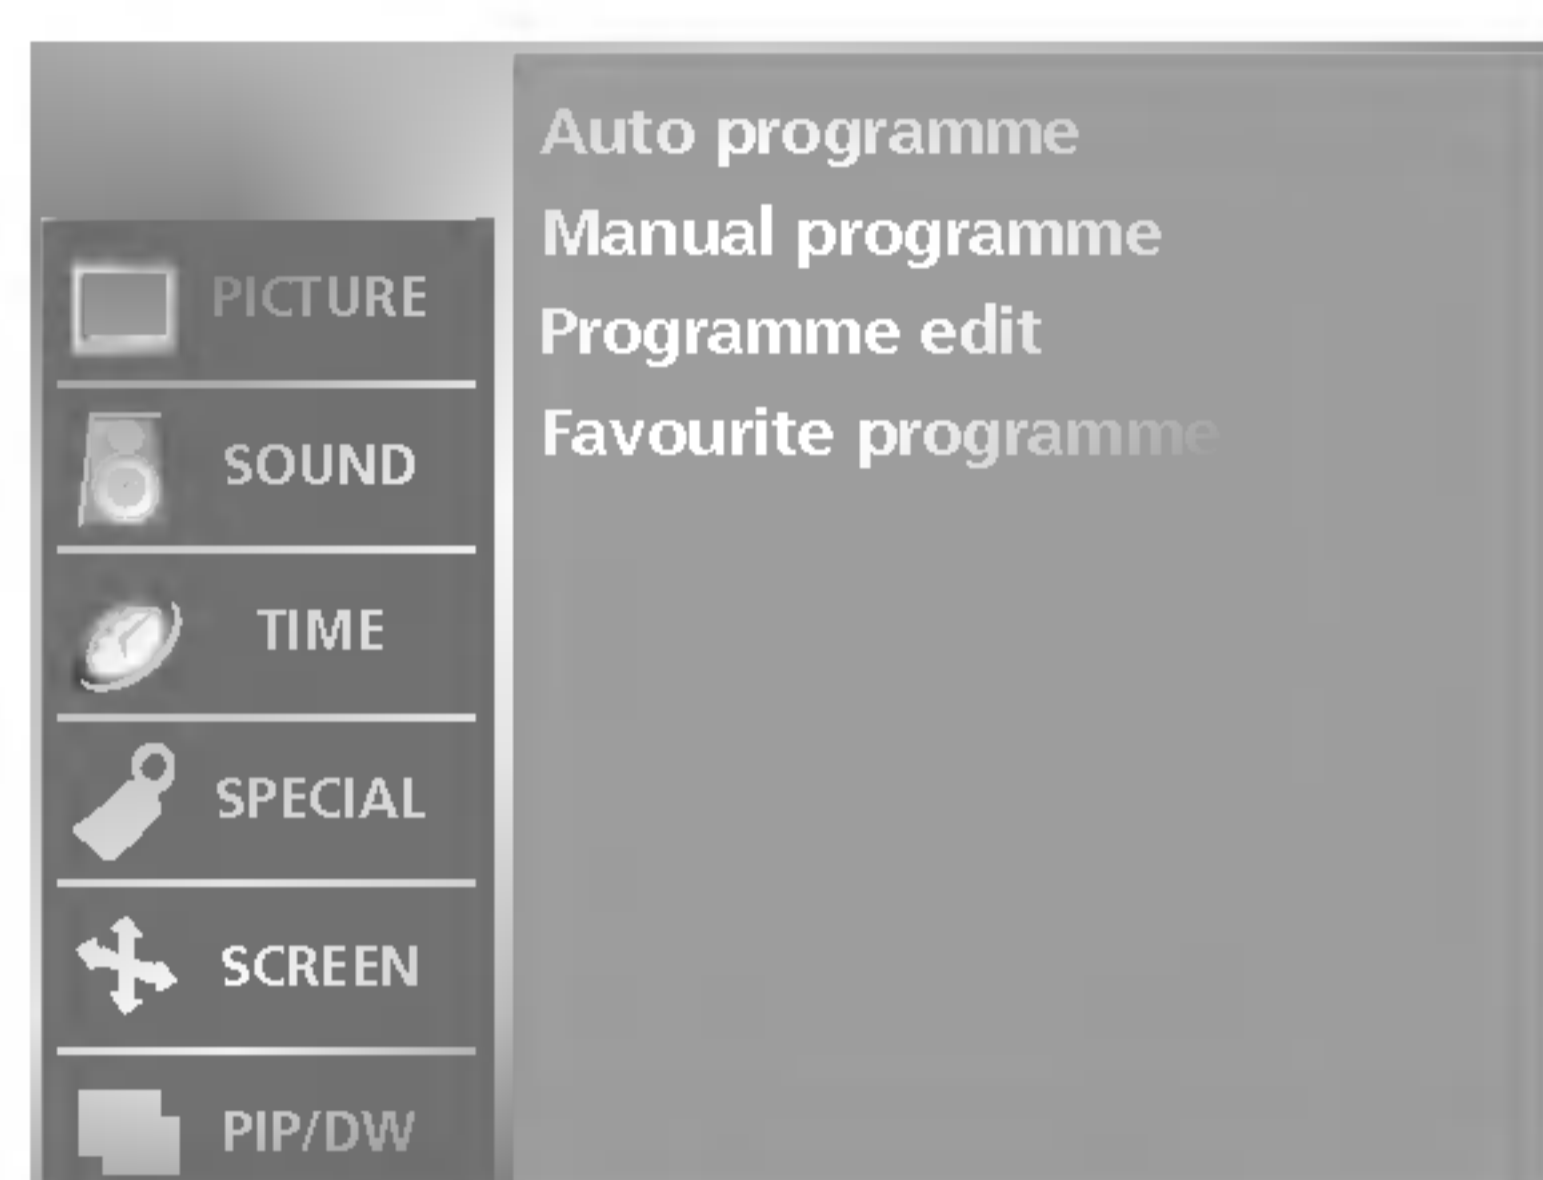 PICTURE
SOUND
TIME
SPECIAL
SCREEN
PIP/DW
Auto programme
Manual programme
Programme edit
Favourite programme